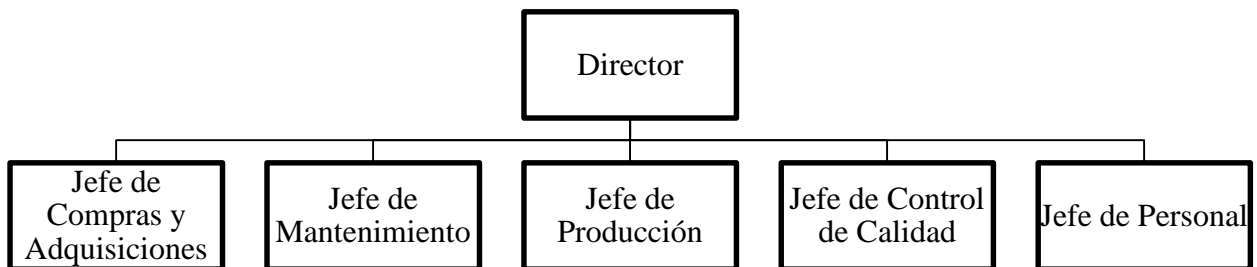 Director
Jefe de
Compras y
Adquisiciones
Jefe de
Mantenimiento
Jefe de
Producción
Jefe de Control
de Calidad
Jefe de Personal